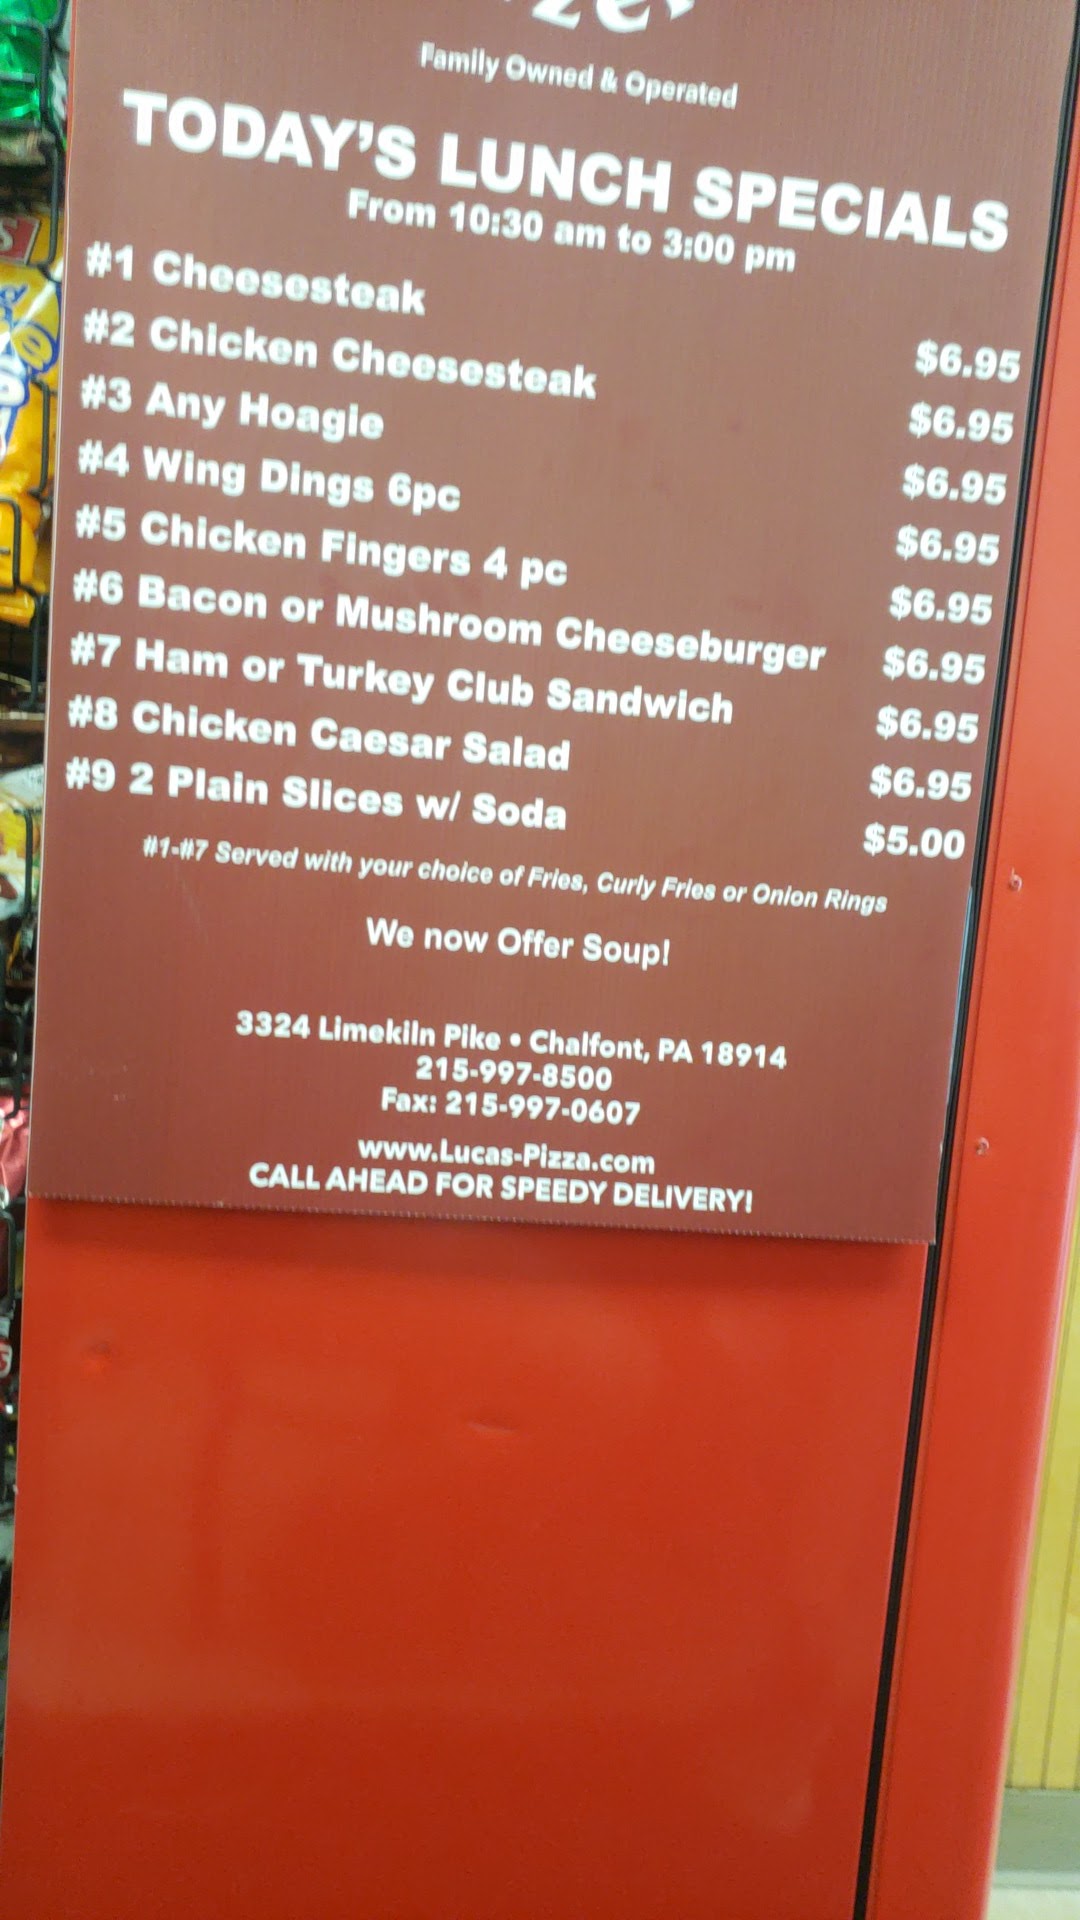 Family Owned & Operated
TODAY'S LUNCH SPECIALS
From 10:30 am to 3:00 pm
#1 Cheesesteak $6.95
#2 Chicken Cheesesteak $6.95
#3 Any Hoagie $6.95
#4 Wing Dings 6pc $6.95
#5 Chicken Fingers 4 pc $6.95
#6 Bacon or Mushroom Cheeseburger $6.95
#7 Ham or Turkey Club Sandwich $6.95
#8 Chicken Caesar Salad $6.95
#9 2 Plain Slices w/ Soda $5.00
#1-#7 Served with your choice of Fries, Curly Fries or Onion Rings
We now Offer Soup!
3324 Limekiln Pike • Chalfont, PA 18914
215-997-8500
Fax: 215-997-0607
www.Lucas-Pizza.com
CALL AHEAD FOR SPEEDY DELIVERY!